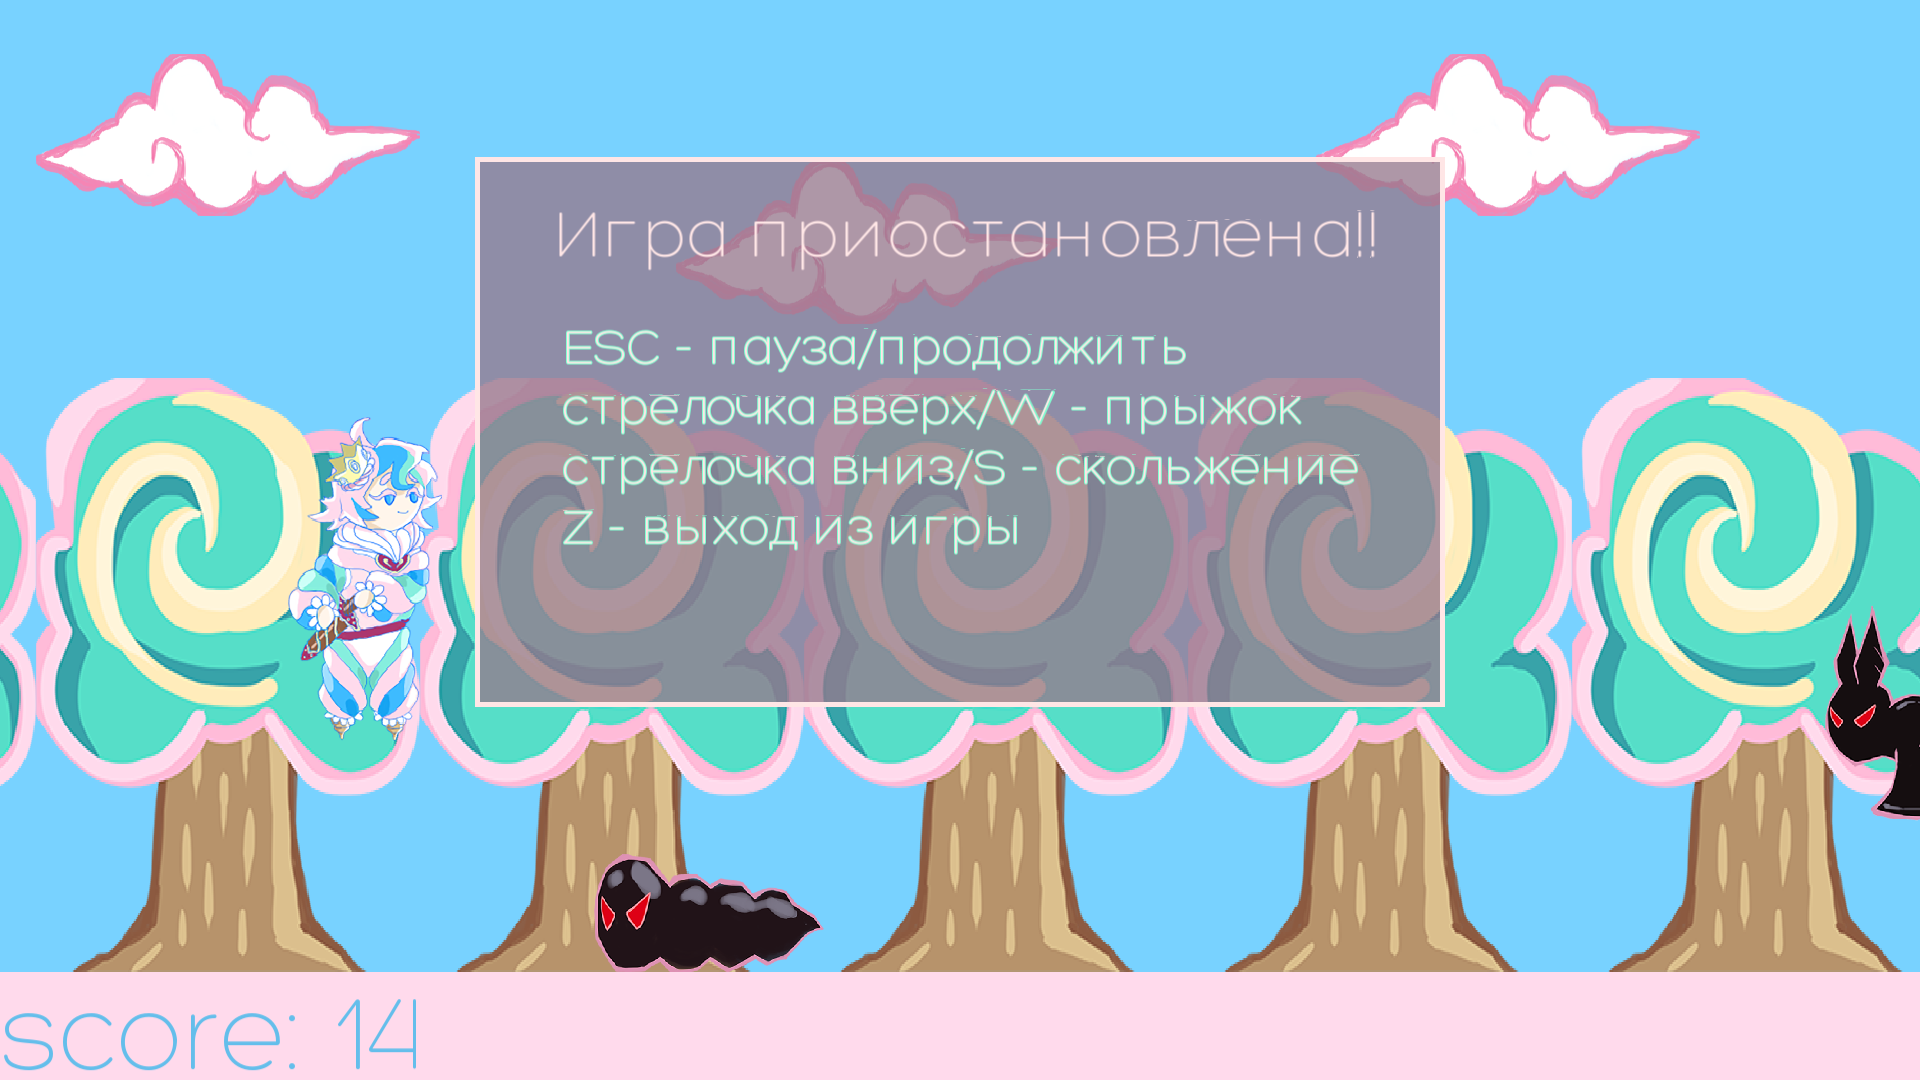 Игра приостановлена!!
ESC - пауза/продолжить
стрелочка вверх/W - прыжок
стрелочка вниз/S - скольжение
Z - выход из игры
score: 14